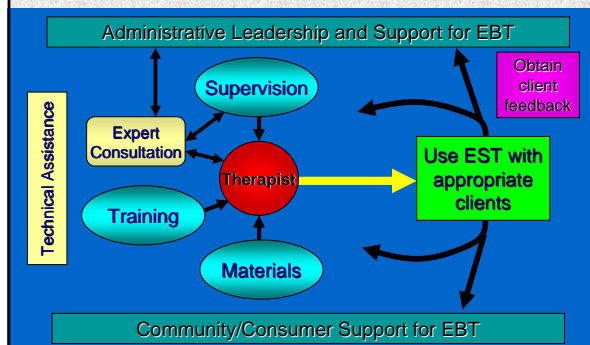 Administrative Leadership and Support for EBT
Obtain
client
feedback
Supervision
Technical Assistance
Expert
Consultation
Therapist
Use EST with
appropriate
clients
Training
Materials
Community/Consumer Support for EBT